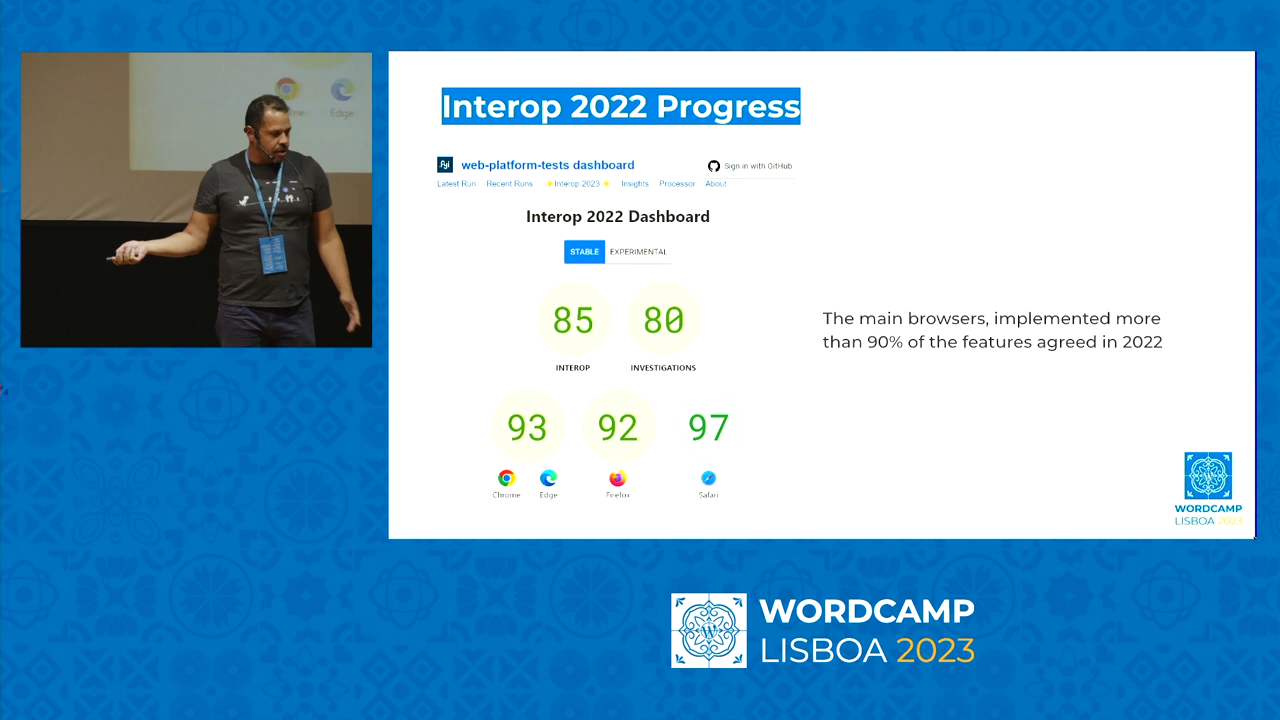 Interop 2022 Progress
web-platform-tests dashboard
Sign in with GitHub
Latest Run Recent Runs Interop 2023 Insights Processor About
Interop 2022 Dashboard
STABLE EXPERIMENTAL
85 80
INTEROP INVESTIGATIONS
93 92 97
Chrome Edge Firefox Safari
The main browsers, implemented more
than 90% of the features agreed in 2022
WORDCAMP
LISBOA 2023
Edge
WORDCAMP
LISBOA 2023